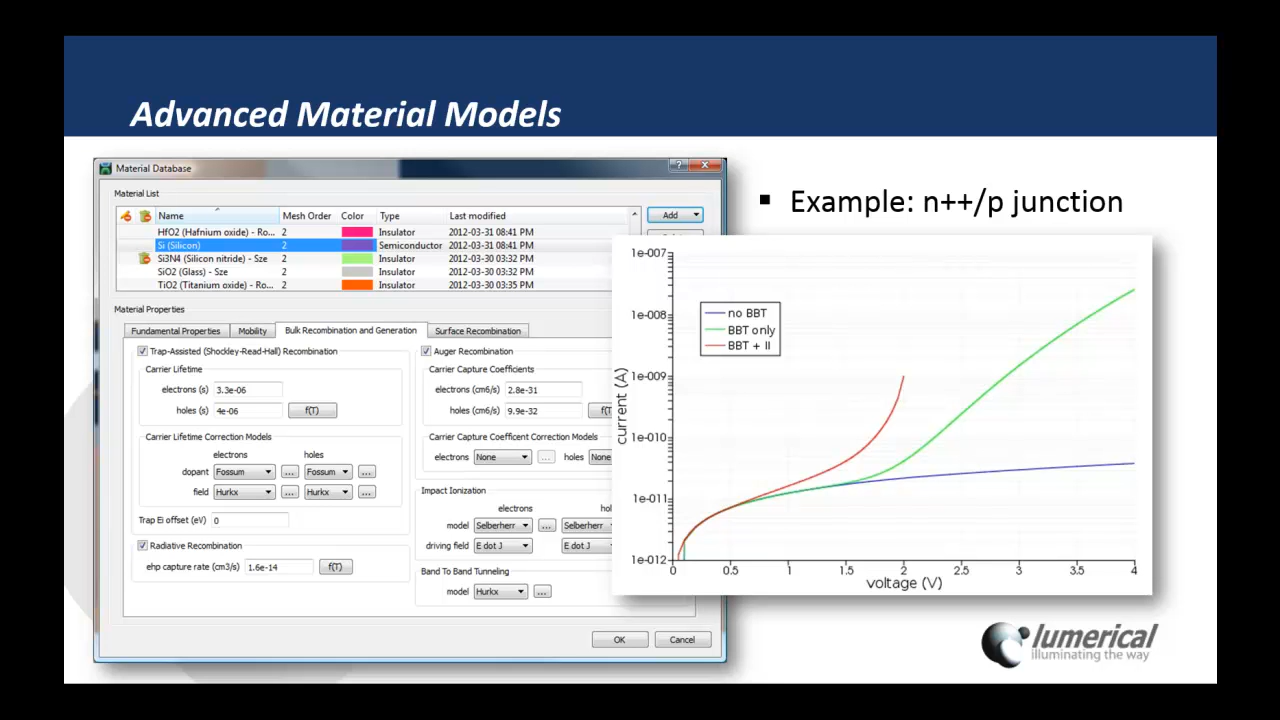 Advanced Material Models
Material Database
Material List
Name Mesh Order Color Type Last modified
HfO2 (Hafnium oxide) - Ro... 2 Insulator 2012-03-31 08:41 PM
Si (Silicon) 2 Semiconductor 2012-03-31 08:41 PM
Si3N4 (Silicon nitride) - Sze 2 Insulator 2012-03-30 03:32 PM
SiO2 (Glass) - Sze 2 Insulator 2012-03-30 03:32 PM
TiO2 (Titanium oxide) - Ro... 2 Insulator 2012-03-30 03:35 PM
Add
Material Properties
Fundamental Properties Mobility Bulk Recombination and Generation Surface Recombination
Trap-Assisted (Shockley-Read-Hall) Recombination
Carrier Lifetime
electrons (s) 3.3e-06
holes (s) 4e-06 f(T)
Carrier Lifetime Correction Models
electrons holes
dopant Fossum ... Fossum ...
field Hurkx ... Hurkx ...
Trap Ei offset (eV) 0
Radiative Recombination
ehp capture rate (cm3/s) 1.6e-14 f(T)
Auger Recombination
Carrier Capture Coefficients
electrons (cm6/s) 2.8e-31
holes (cm6/s) 9.9e-32
Carrier Capture Coefficent Correction Models
electrons None ... holes None
Impact Ionization
electrons
model Selberherr ... Selberherr
driving field E dot J E dot J
Band To Band Tunneling
model Hurkx ...
OK Cancel
▪ Example: n++/p junction
1e-007
1e-008
1e-009
1e-010
1e-011
1e-012
current (A)
no BBT
BBT only
BBT + II
0 0.5 1 1.5 2 2.5 3 3.5 4
voltage (V)
lumerical
illuminating the way